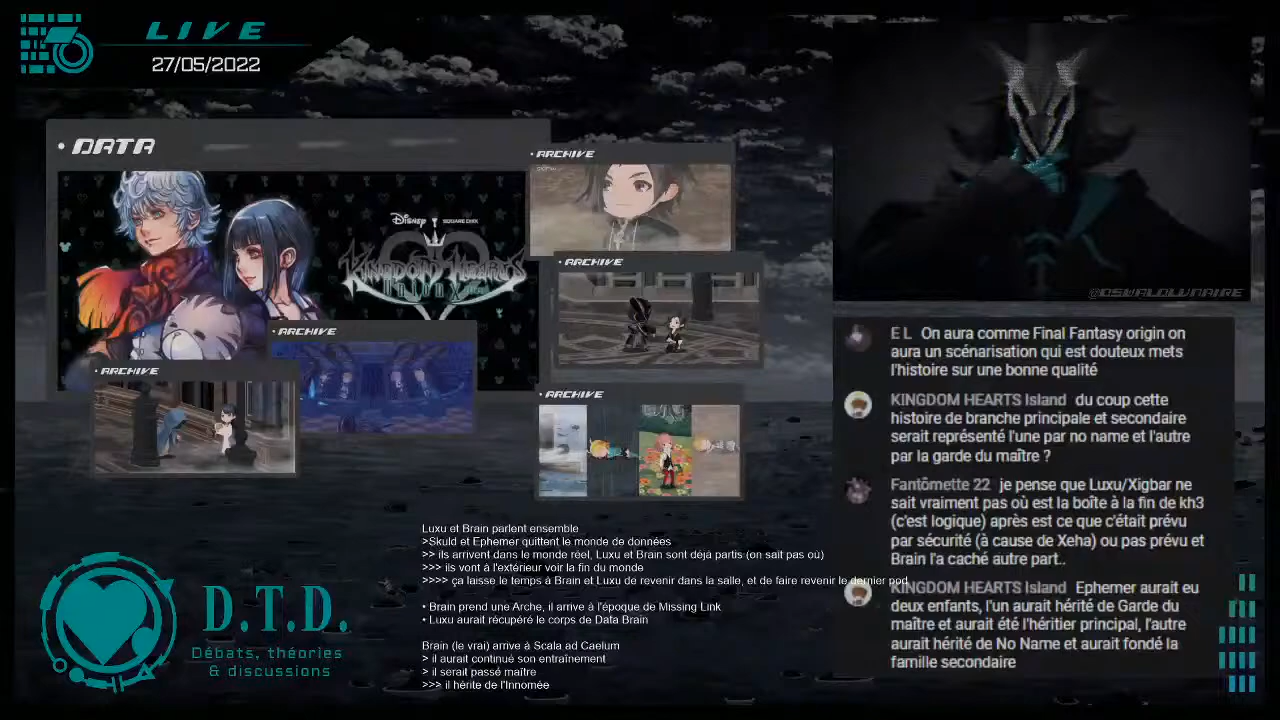 LIVE
27/05/2022
• DATA
DISNEY SQUARE ENIX
KINGDOM HEARTS
• ARCHIVE
• ARCHIVE
• ARCHIVE
• ARCHIVE
• ARCHIVE
@OSWALDLUNAIRE
E L On aura comme Final Fantasy origin on
aura un scénarisation qui est douteux mets
l'histoire sur une bonne qualité
KINGDOM HEARTS Island du coup cette
histoire de branche principale et secondaire
serait représenté l'une par no name et l'autre
par la garde du maître ?
Fantômette 22 je pense que Luxu/Xigbar ne
sait vraiment pas où est la boîte à la fin de kh3
(c'est logique) après est ce que c'était prévu
par sécurité (à cause de Xeha) ou pas prévu et
Brain l'a caché autre part..
KINGDOM HEARTS Island Ephemer aurait eu
deux enfants, l'un aurait hérité de Garde du
maître et aurait été l'héritier principal, l'autre
aurait hérité de No Name et aurait fondé la
famille secondaire
Luxu et Brain parlent ensemble
>Skuld et Ephemer quittent le monde de données
>> ils arrivent dans le monde réel, Luxu et Brain sont déjà partis (on sait pas où)
>>> ils vont à l'extérieur voir la fin du monde
>>>> ça laisse le temps à Brain et Luxu de revenir dans la salle, et de faire revenir le dernier pod
• Brain prend une Arche, il arrive à l'époque de Missing Link
• Luxu aurait récupéré le corps de Data Brain
Brain (le vrai) arrive à Scala ad Caelum
> il aurait continué son entraînement
> il serait passé maître
>>> il hérite de l'Innomée
D.T.D.
Débats, théories
& discussions